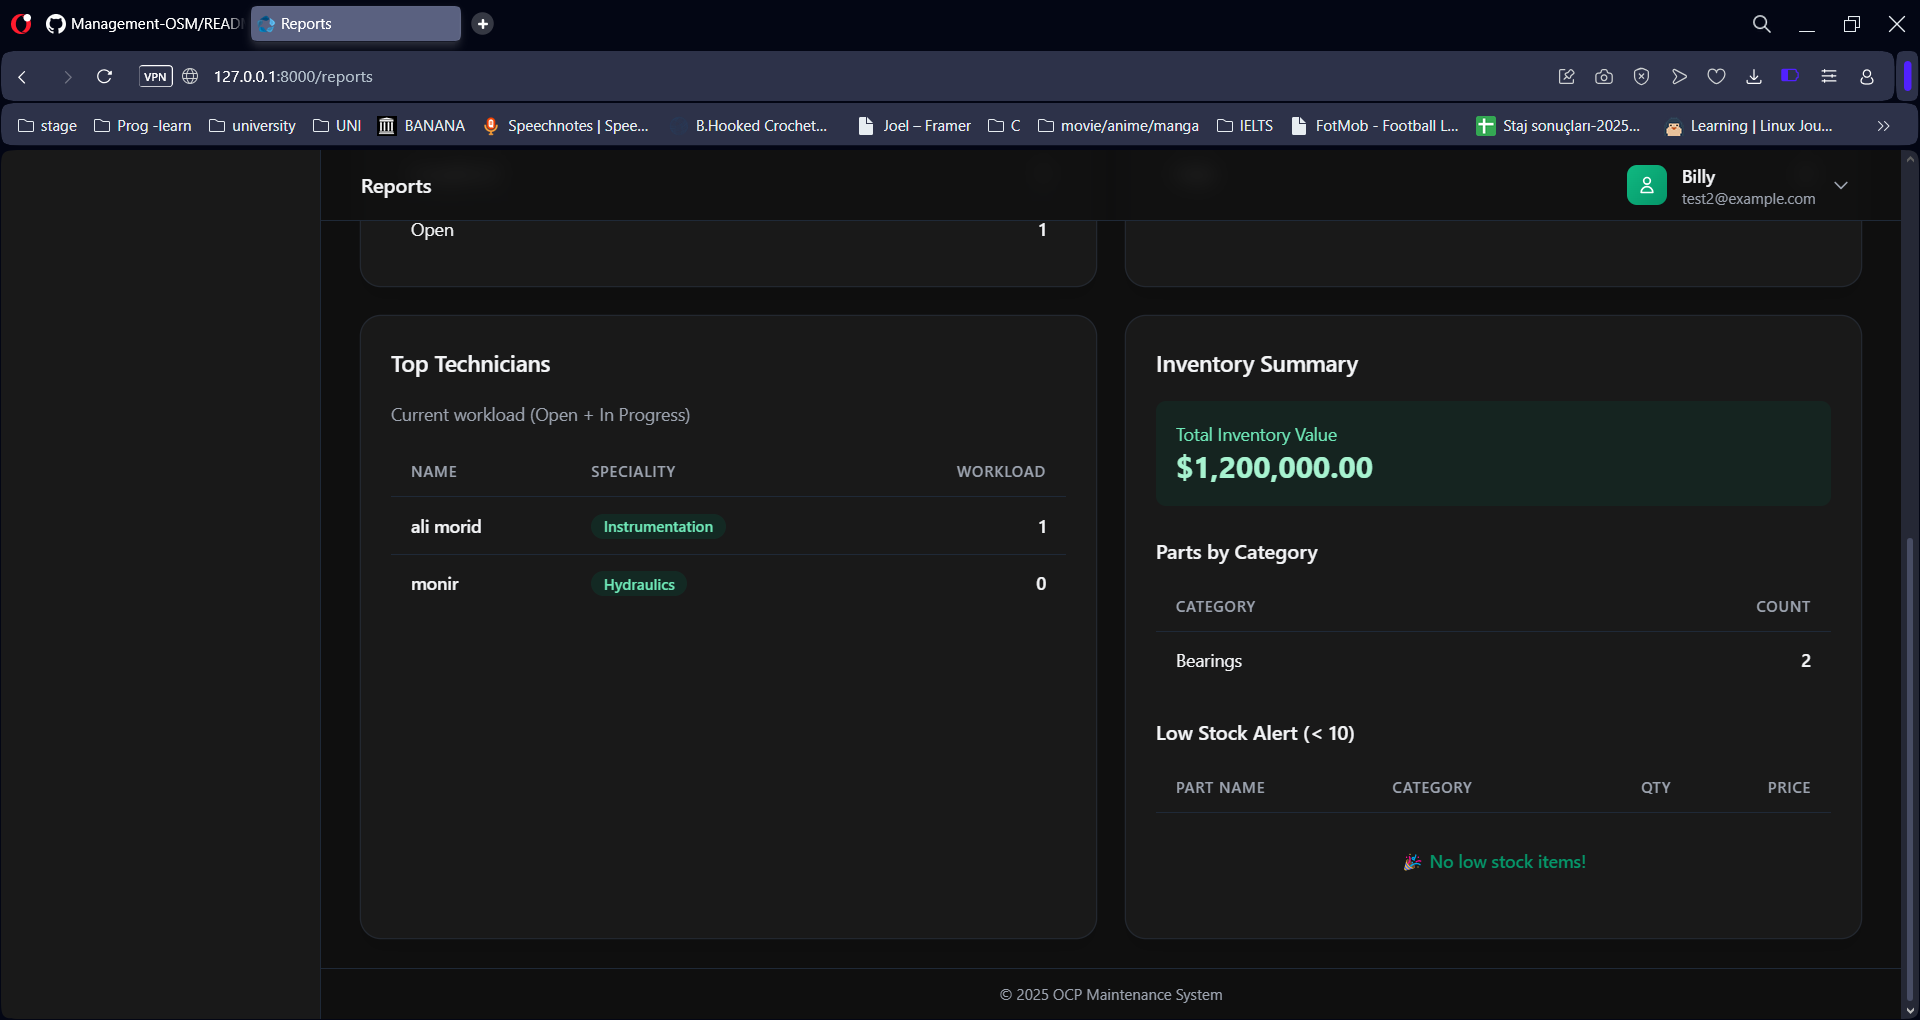 Management-OSM/READ
Reports
VPN
127.0.0.1:8000/reports
stage
Prog -learn
university
UNI
BANANA
Speechnotes | Spee...
B.Hooked Crochet...
Joel – Framer
C
movie/anime/manga
IELTS
FotMob - Football L...
Staj sonuçları-2025...
Learning | Linux Jou...
Reports
Billy
test2@example.com
Open 1
Top Technicians
Current workload (Open + In Progress)
NAME SPECIALITY WORKLOAD
ali morid Instrumentation 1
monir Hydraulics 0
Inventory Summary
Total Inventory Value
$1,200,000.00
Parts by Category
CATEGORY COUNT
Bearings 2
Low Stock Alert (< 10)
PART NAME CATEGORY QTY PRICE
🎉 No low stock items!
© 2025 OCP Maintenance System